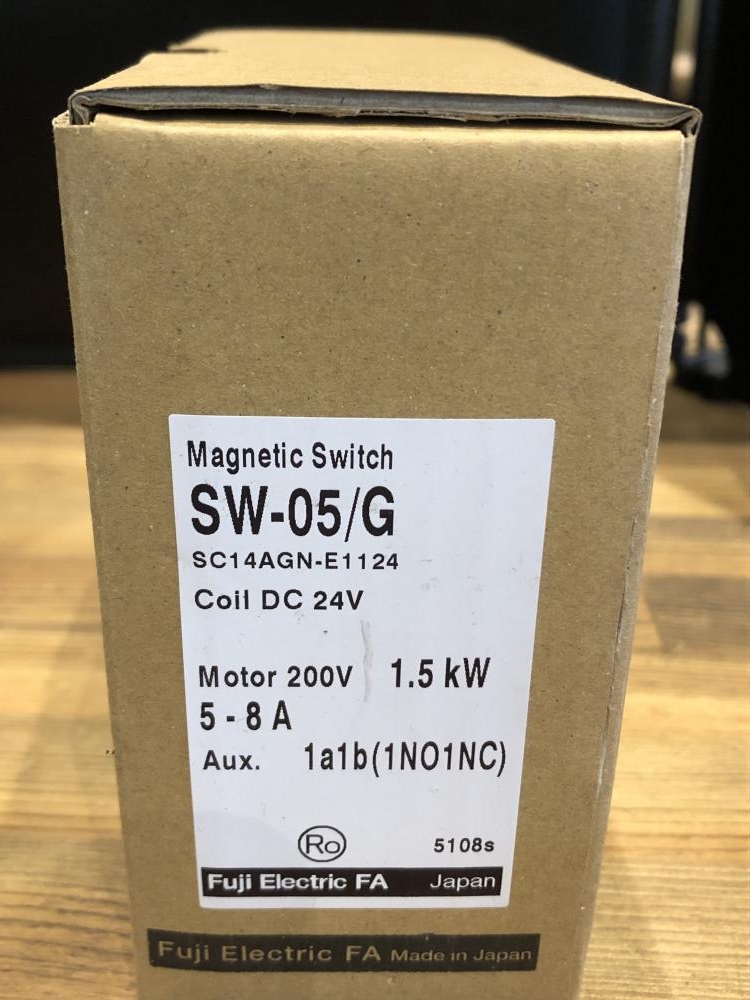 Magnetic Switch
SW-05/G
SC14AGN-E1124
Coil DC 24V
Motor 200V 1.5 kW
5 - 8 A
Aux. 1a1b(1NO1NC)
Ro 5108s
Fuji Electric FA Japan
Fuji Electric FA Made in Japan